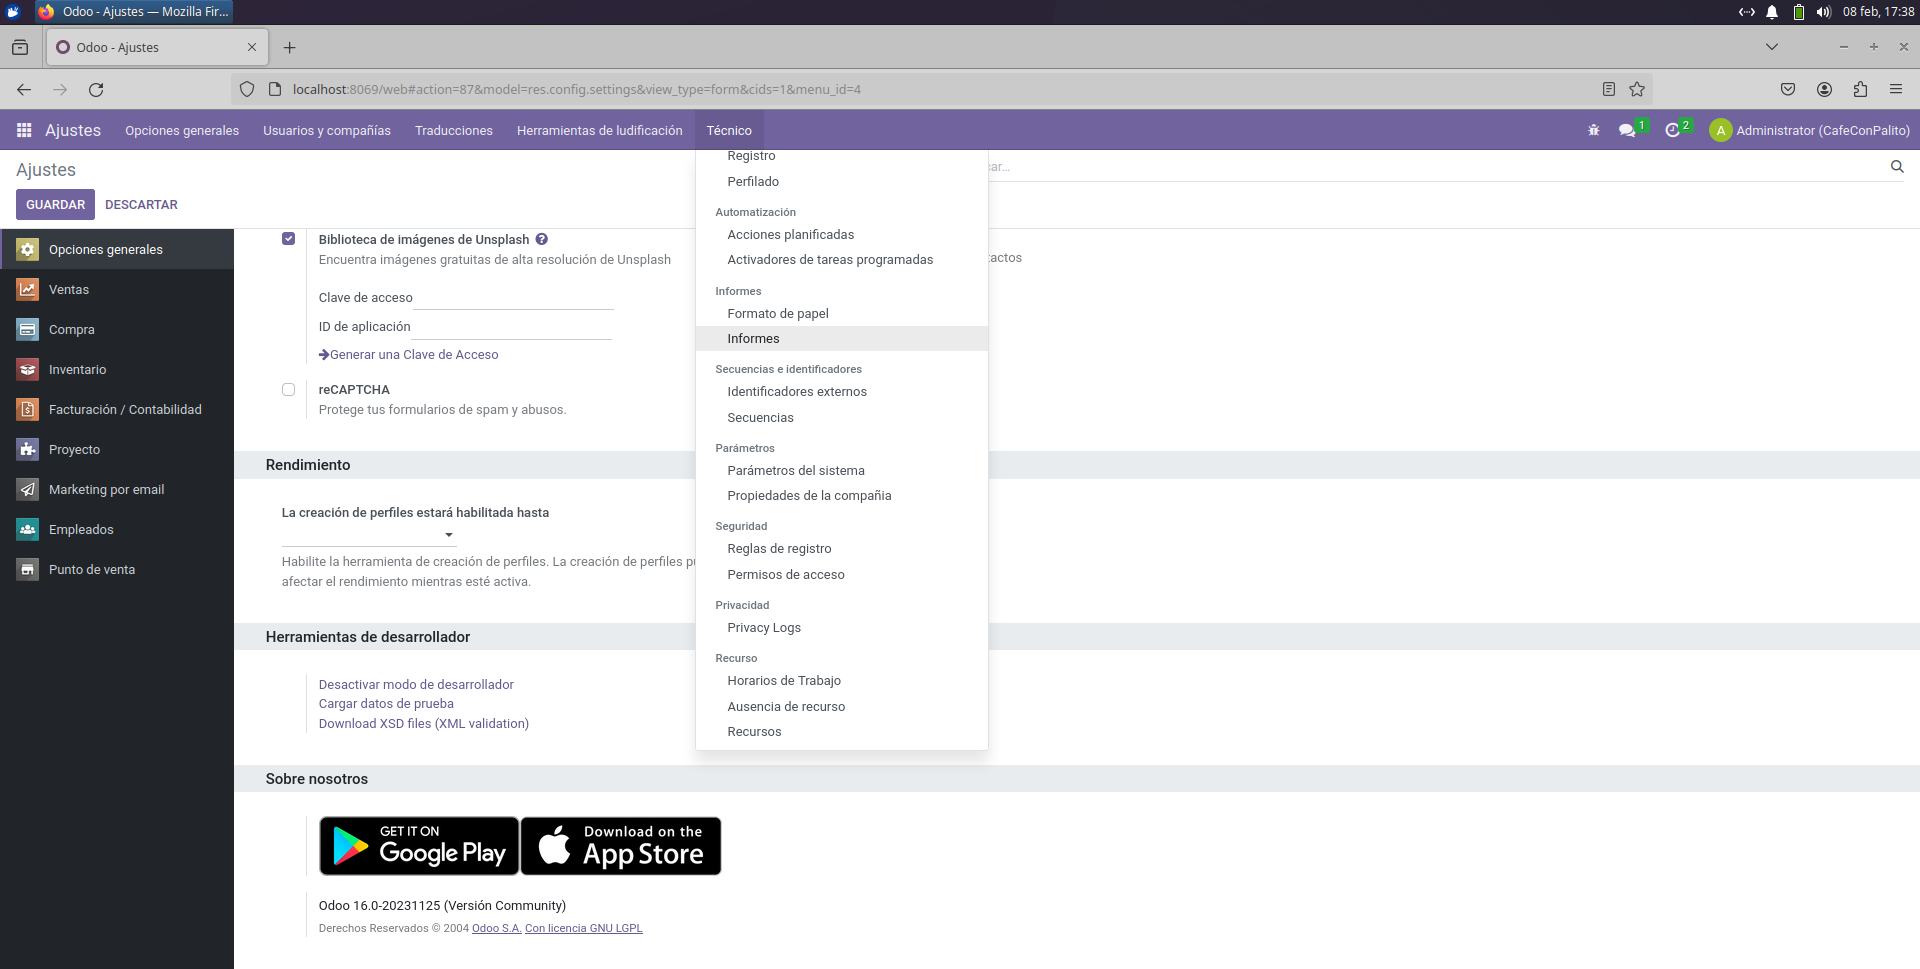 Odoo - Ajustes — Mozilla Fir...
08 feb, 17:38
Odoo - Ajustes
localhost:8069/web#action=87&model=res.config.settings&view_type=form&cids=1&menu_id=4
Ajustes
Opciones generales
Usuarios y compañías
Traducciones
Herramientas de ludificación
Técnico
1
2
A
Administrator (CafeConPalito)
Ajustes
GUARDAR
DESCARTAR
Opciones generales
Ventas
Compra
Inventario
Facturación / Contabilidad
Proyecto
Marketing por email
Empleados
Punto de venta
Biblioteca de imágenes de Unsplash
Encuentra imágenes gratuitas de alta resolución de Unsplash
Clave de acceso
ID de aplicación
Generar una Clave de Acceso
reCAPTCHA
Protege tus formularios de spam y abusos.
Rendimiento
La creación de perfiles estará habilitada hasta
Habilite la herramienta de creación de perfiles. La creación de perfiles
afectar el rendimiento mientras esté activa.
Herramientas de desarrollador
Desactivar modo de desarrollador
Cargar datos de prueba
Download XSD files (XML validation)
Sobre nosotros
GET IT ON
Google Play
Download on the
App Store
Odoo 16.0-20231125 (Versión Community)
Derechos Reservados © 2004 Odoo S.A. Con licencia GNU LGPL
Registro
Perfilado
Automatización
Acciones planificadas
Activadores de tareas programadas
Informes
Formato de papel
Informes
Secuencias e identificadores
Identificadores externos
Secuencias
Parámetros
Parámetros del sistema
Propiedades de la compañia
Seguridad
Reglas de registro
Permisos de acceso
Privacidad
Privacy Logs
Recurso
Horarios de Trabajo
Ausencia de recurso
Recursos